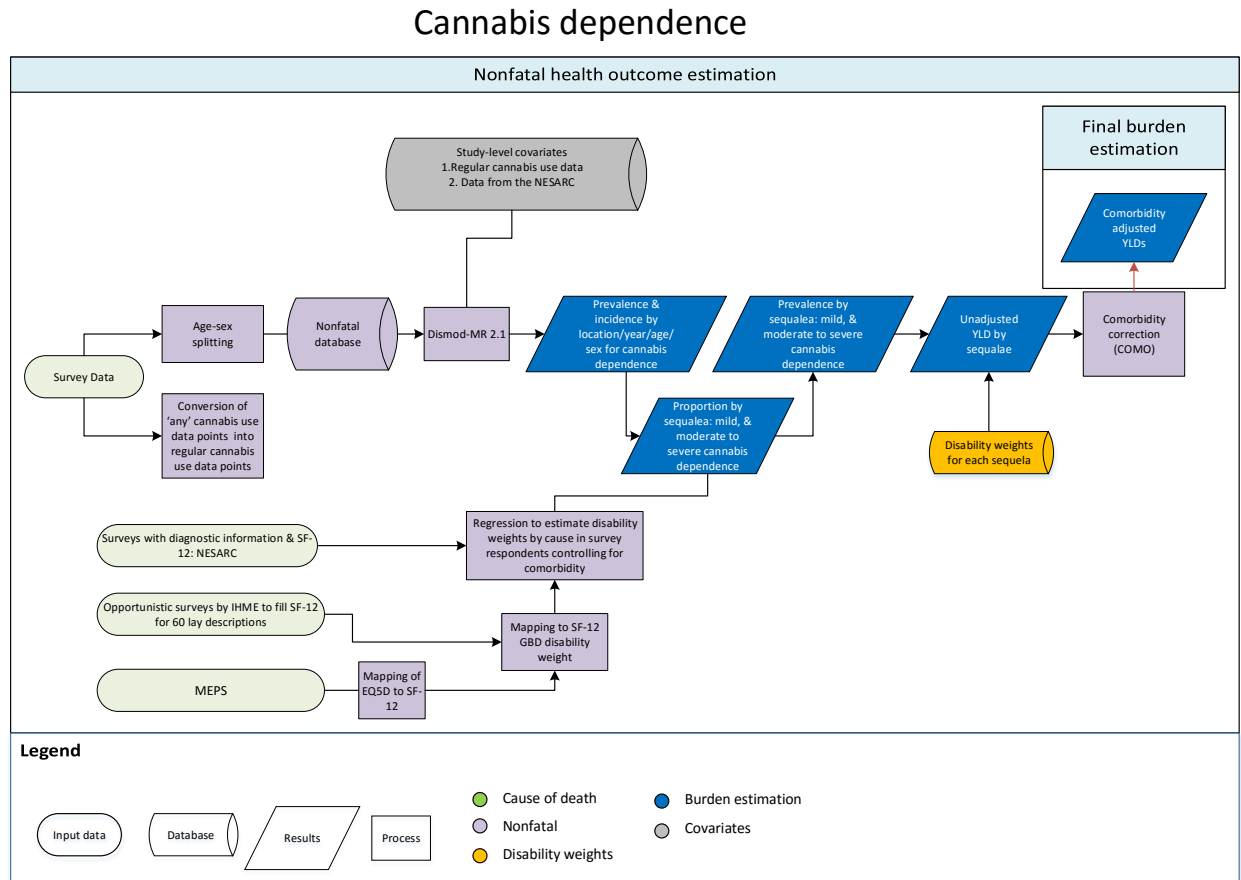 Cannabis dependence
Nonfatal health outcome estimation
Final burden
estimation
Study-level covariates
1.Regular cannabis use data
2. Data from the NESARC
Comorbidity
adjusted
YLDs
Survey Data
Age-sex
splitting
Nonfatal
database
Dismod-MR 2.1
Prevalence &
incidence by
location/year/age/
sex for cannabis
dependence
Prevalence by
sequalea: mild, &
moderate to severe
cannabis
dependence
Unadjusted
YLD by
sequalae
Comorbidity
correction
(COMO)
Conversion of
‘any’ cannabis use
data points into
regular cannabis
use data points
Proportion by
sequalea: mild, &
moderate to
severe cannabis
dependence
Disability weights
for each sequela
Surveys with diagnostic information & SF-
12: NESARC
Regression to estimate disability
weights by cause in survey
respondents controlling for
comorbidity
Opportunistic surveys by IHME to fill SF-12
for 60 lay descriptions
Mapping to SF-12
GBD disability
weight
MEPS
Mapping of
EQ5D to SF-
12
Legend
Input data
Database
Results
Process
Cause of death
Nonfatal
Disability weights
Burden estimation
Covariates